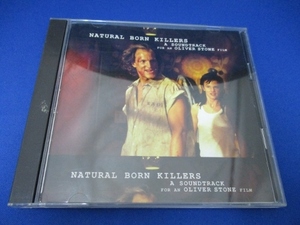 NATURAL BORN KILLERS
A SOUNDTRACK
FOR AN OLIVER STONE FILM
NATURAL BORN KILLERS
A SOUNDTRACK
FOR AN OLIVER STONE FILM